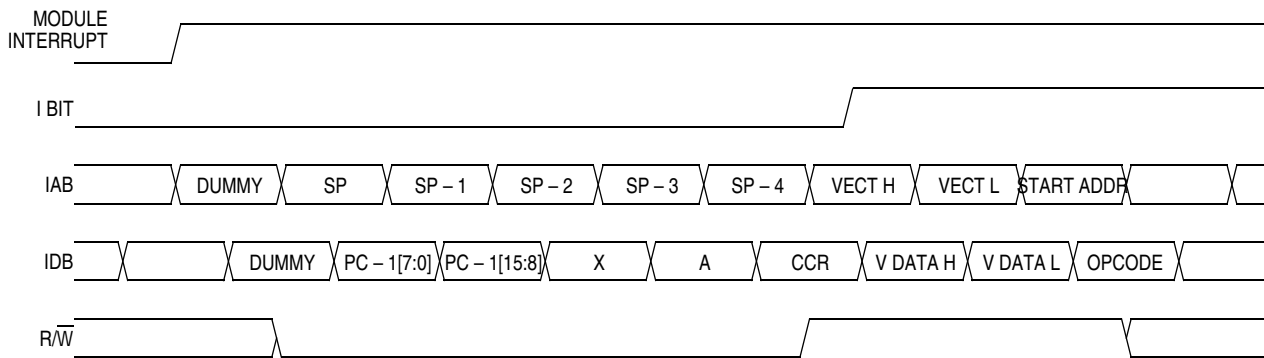 MODULE
INTERRUPT
I BIT
IAB DUMMY SP SP – 1 SP – 2 SP – 3 SP – 4 VECT H VECT L START ADDR
IDB DUMMY PC – 1[7:0] PC – 1[15:8] X A CCR V DATA H V DATA L OPCODE
R/W̅